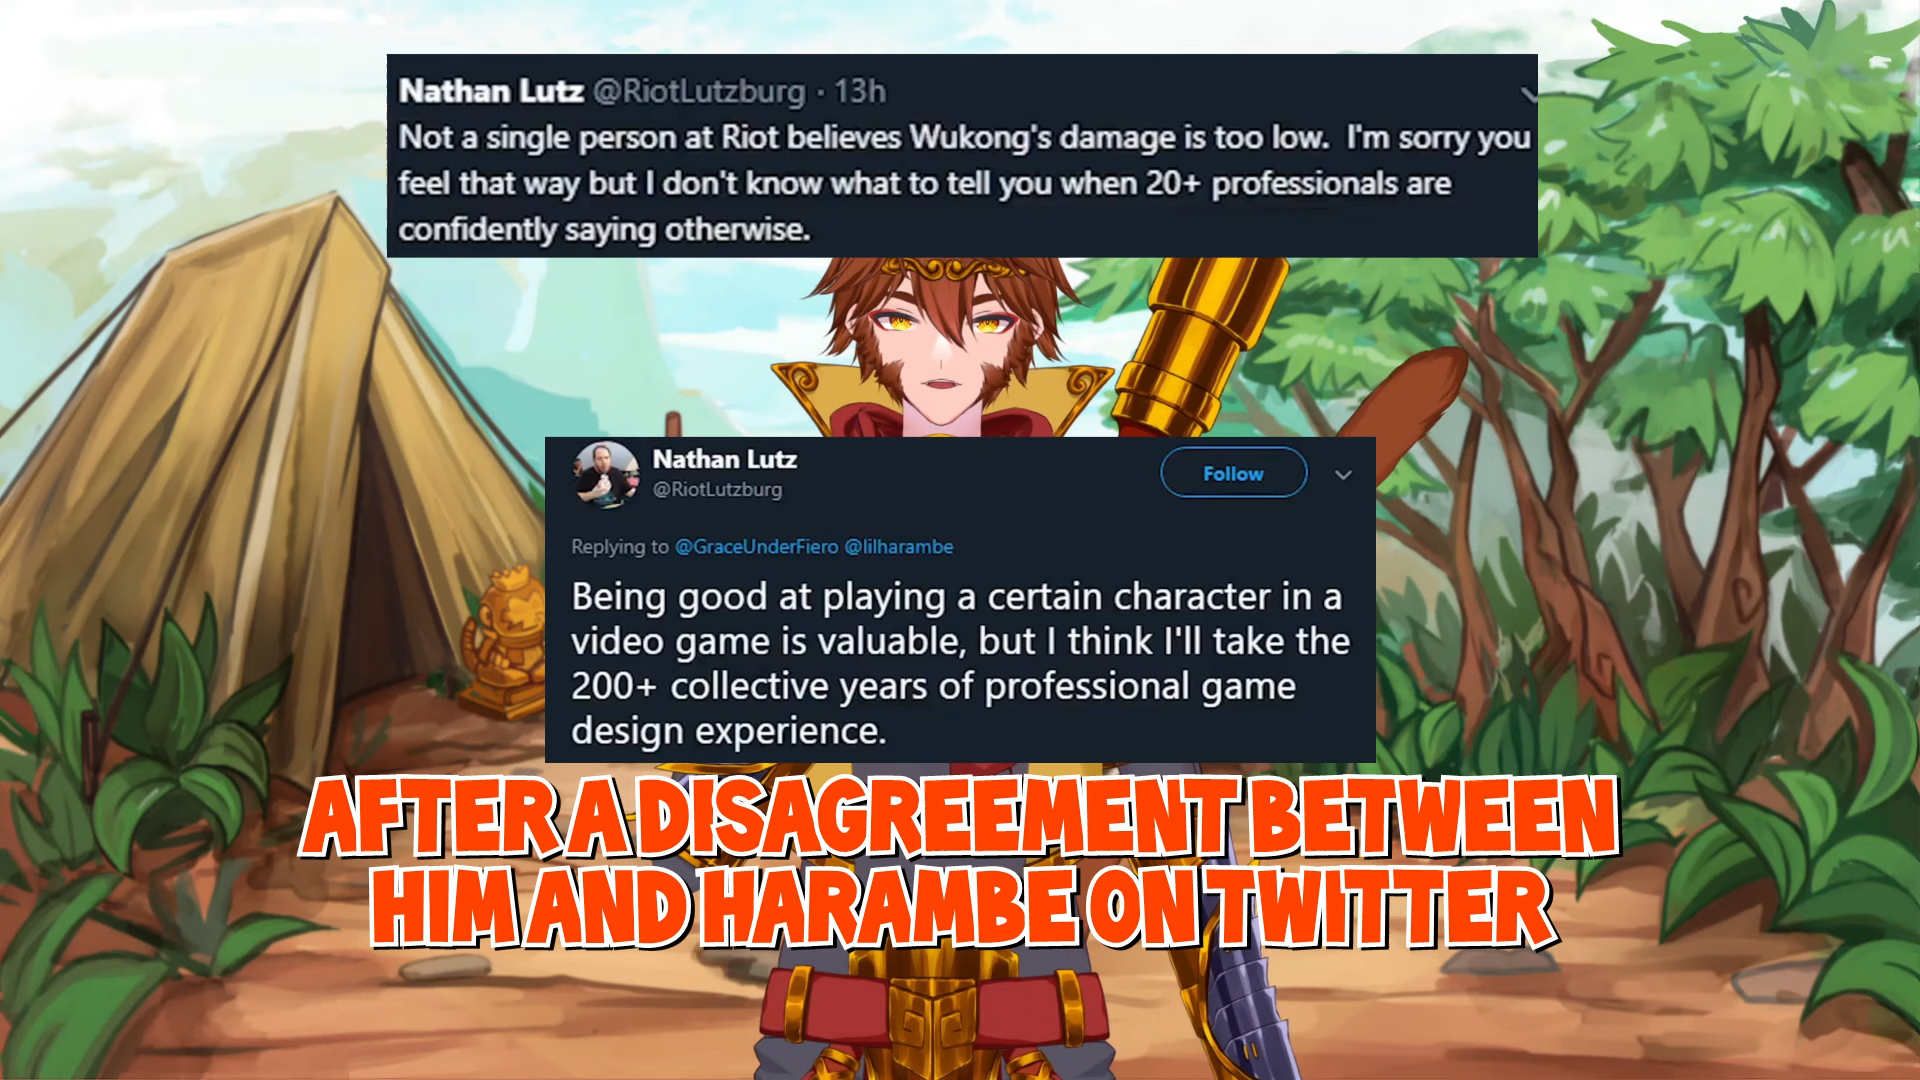 Nathan Lutz @RiotLutzburg · 13h
Not a single person at Riot believes Wukong's damage is too low. I'm sorry you
feel that way but I don't know what to tell you when 20+ professionals are
confidently saying otherwise.
Nathan Lutz
@RiotLutzburg
Follow
Replying to @GraceUnderFiero @lilharambe
Being good at playing a certain character in a
video game is valuable, but I think I'll take the
200+ collective years of professional game
design experience.
AFTER A DISAGREEMENT BETWEEN
HIM AND HARAMBE ON TWITTER